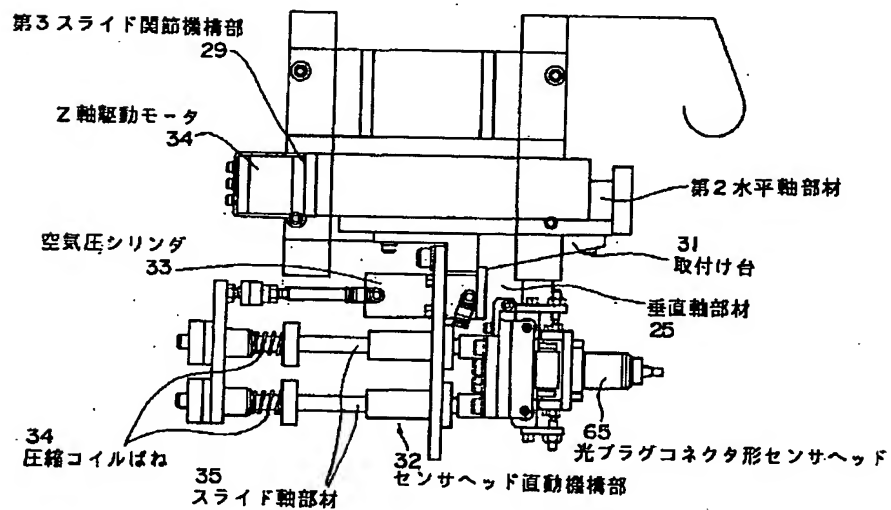 第3スライド関節機構部
29
Z軸駆動モータ
34
第2水平軸部材
空気圧シリンダ
33
31
取付け台
垂直軸部材
25
34
圧縮コイルばね
35
スライド軸部材
32
センサヘッド直動機構部
65
光プラグコネクタ形センサヘッド